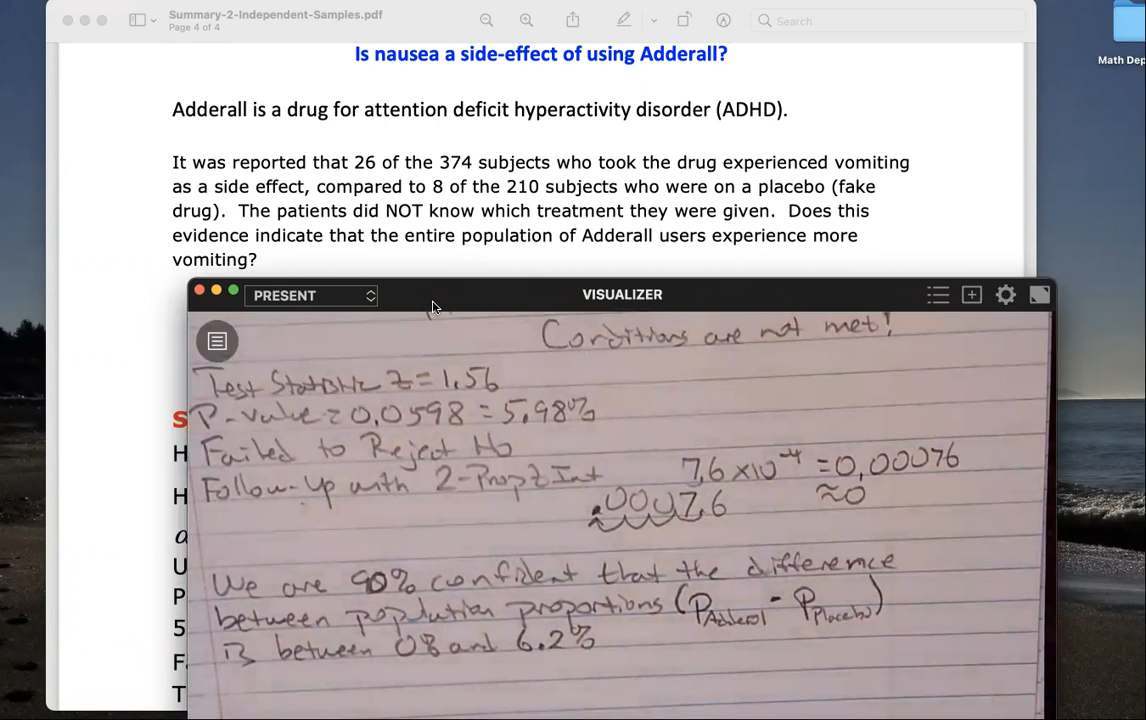 Summary-2-Independent-Samples.pdf
Page 4 of 4
Search
Math Dep
Is nausea a side-effect of using Adderall?
Adderall is a drug for attention deficit hyperactivity disorder (ADHD).
It was reported that 26 of the 374 subjects who took the drug experienced vomiting
as a side effect, compared to 8 of the 210 subjects who were on a placebo (fake
drug). The patients did NOT know which treatment they were given. Does this
evidence indicate that the entire population of Adderall users experience more
vomiting?
PRESENT
VISUALIZER
Conditions are not met!
Test Statistic z = 1.56
P-value = 0.0598 = 5.98%
Failed to Reject Ho
Follow-up with 2-PropZInt
7.6 x 10⁻⁴ = 0.00076
.0007.6
≈0
We are 90% confident that the difference
between population proportions (P Adderol - P Placebo)
is between 0% and 6.2%
S
H
H
α
U
P
5
F
T